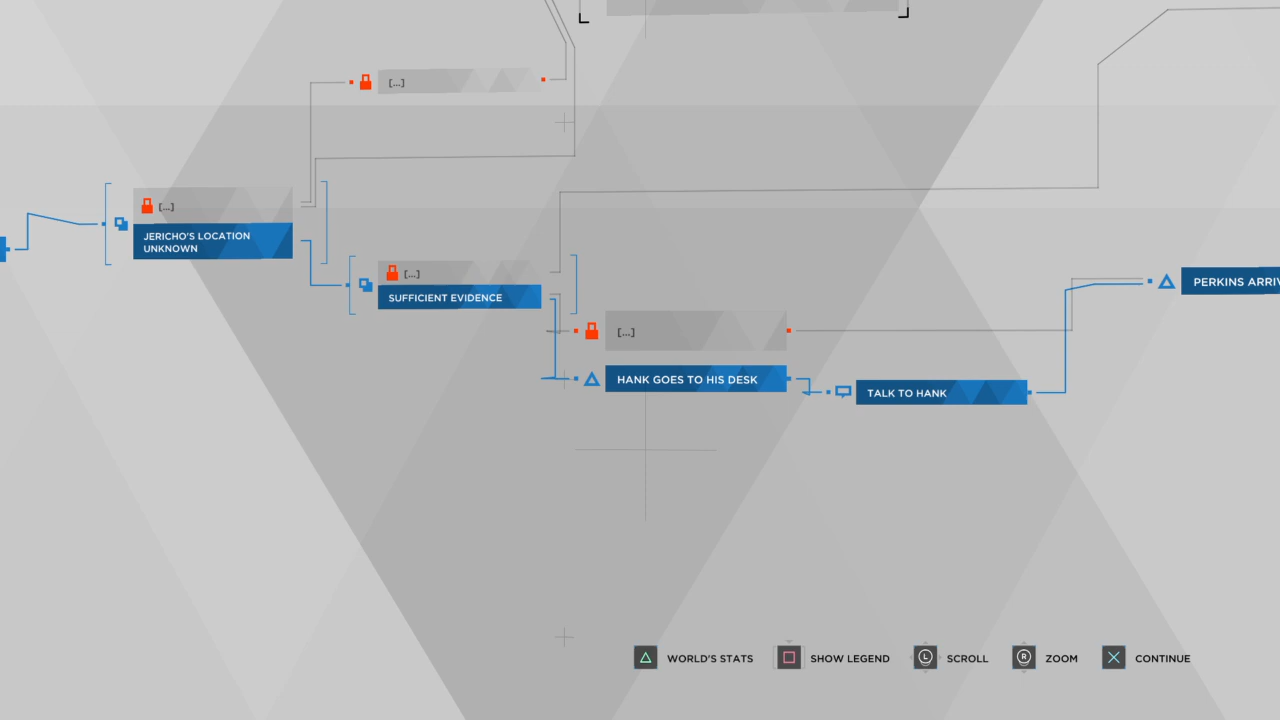 [...]
[...]
JERICHO'S LOCATION
UNKNOWN
[...]
SUFFICIENT EVIDENCE
[...]
HANK GOES TO HIS DESK
TALK TO HANK
PERKINS ARRIV
WORLD'S STATS
SHOW LEGEND
L
SCROLL
R
ZOOM
CONTINUE